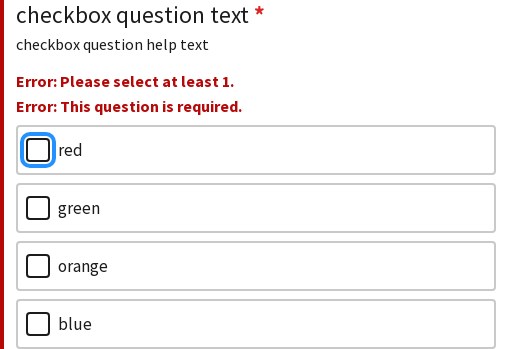 checkbox question text *
checkbox question help text
Error: Please select at least 1.
Error: This question is required.
red
green
orange
blue